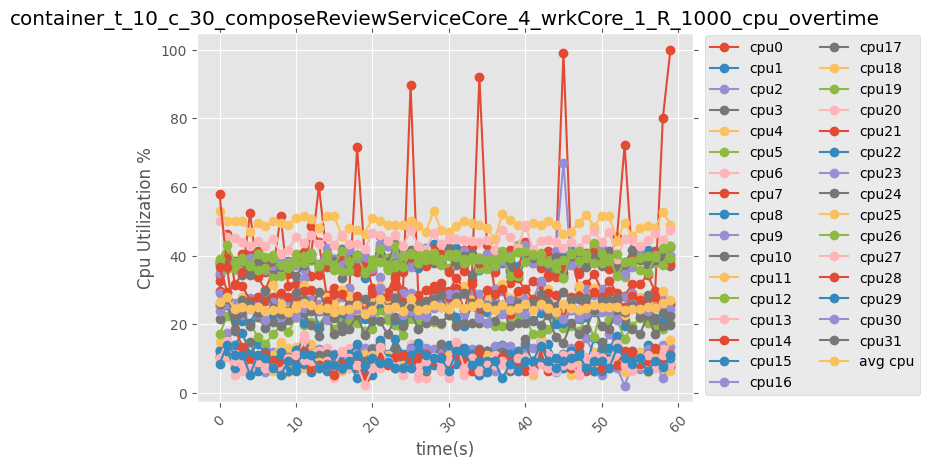 container_t_10_c_30_composeReviewServiceCore_4_wrkCore_1_R_1000_cpu_overtime
Cpu Utilization %
100
80
60
40
20
0
0
10
20
30
40
50
60
time(s)
cpu0
cpu1
cpu2
cpu3
cpu4
cpu5
cpu6
cpu7
cpu8
cpu9
cpu10
cpu11
cpu12
cpu13
cpu14
cpu15
cpu16
cpu17
cpu18
cpu19
cpu20
cpu21
cpu22
cpu23
cpu24
cpu25
cpu26
cpu27
cpu28
cpu29
cpu30
cpu31
avg cpu